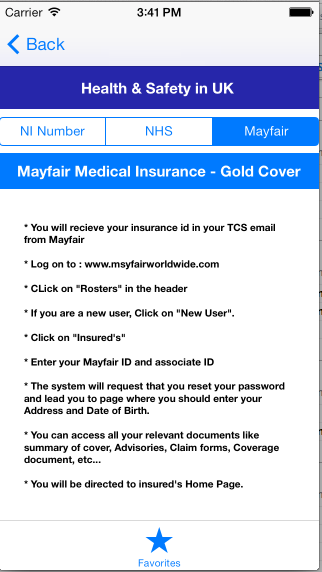 Carrier 3:41 PM
Back
Health & Safety in UK
NI Number NHS Mayfair
Mayfair Medical Insurance - Gold Cover
* You will recieve your insurance id in your TCS email
from Mayfair
* Log on to : www.msyfairworldwide.com
* CLick on "Rosters" in the header
* If you are a new user, Click on "New User".
* Click on "Insured's"
* Enter your Mayfair ID and associate ID
* The system will request that you reset your password
and lead you to page where you should enter your
Address and Date of Birth.
* You can access all your relevant documents like
summary of cover, Advisories, Claim forms, Coverage
document, etc...
* You will be directed to insured's Home Page.
Favorites